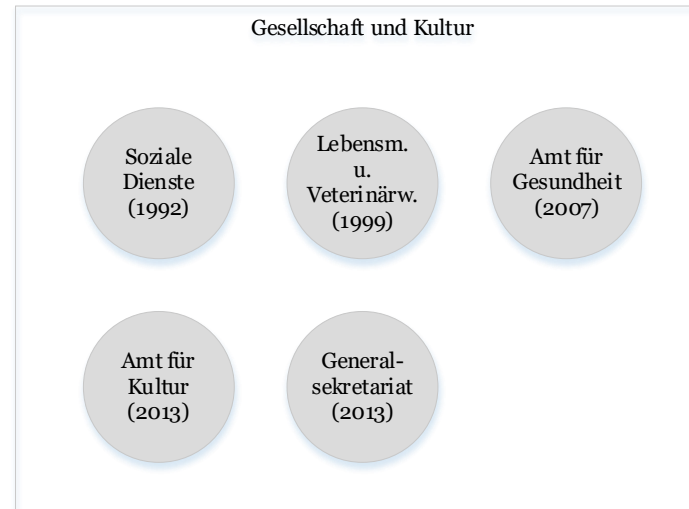 Gesellschaft und Kultur
Soziale
Dienste
(1992)
Lebensm.
u.
Veterinärw.
(1999)
Amt für
Gesundheit
(2007)
Amt für
Kultur
(2013)
General-
sekretariat
(2013)